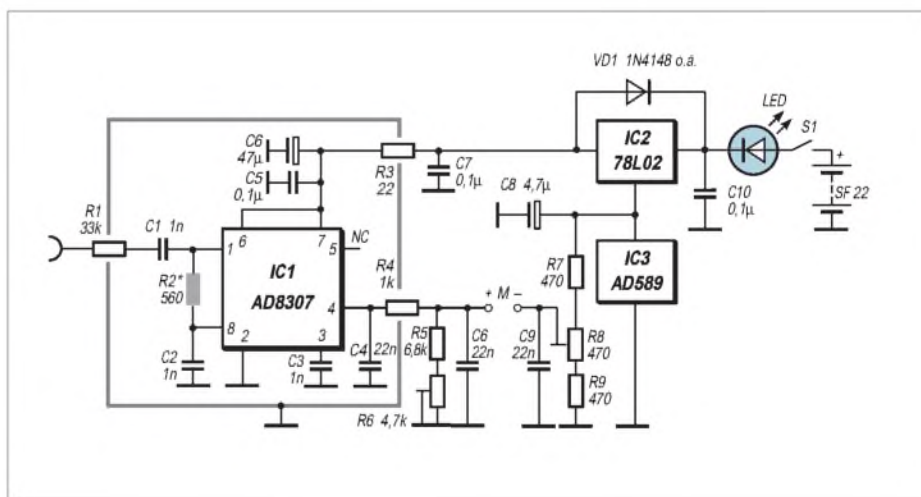 VD1 1N4148 o.ä.
LED
S1
+
SF 22
IC2
78L02
C10
0,1µ
C6
47µ
C5
0,1µ
R3
22
C7
0,1µ
C8 4,7µ
R1
33k
C1 1n
R2*
560
1
6
7
5
NC
IC1
AD8307
8
2
3
4
C2
1n
C3
1n
C4
22n
R4
1k
R5
6,8k
R6 4,7k
C6
22n
+ M –
C9
22n
R7
470
R8
470
R9
470
IC3
AD589